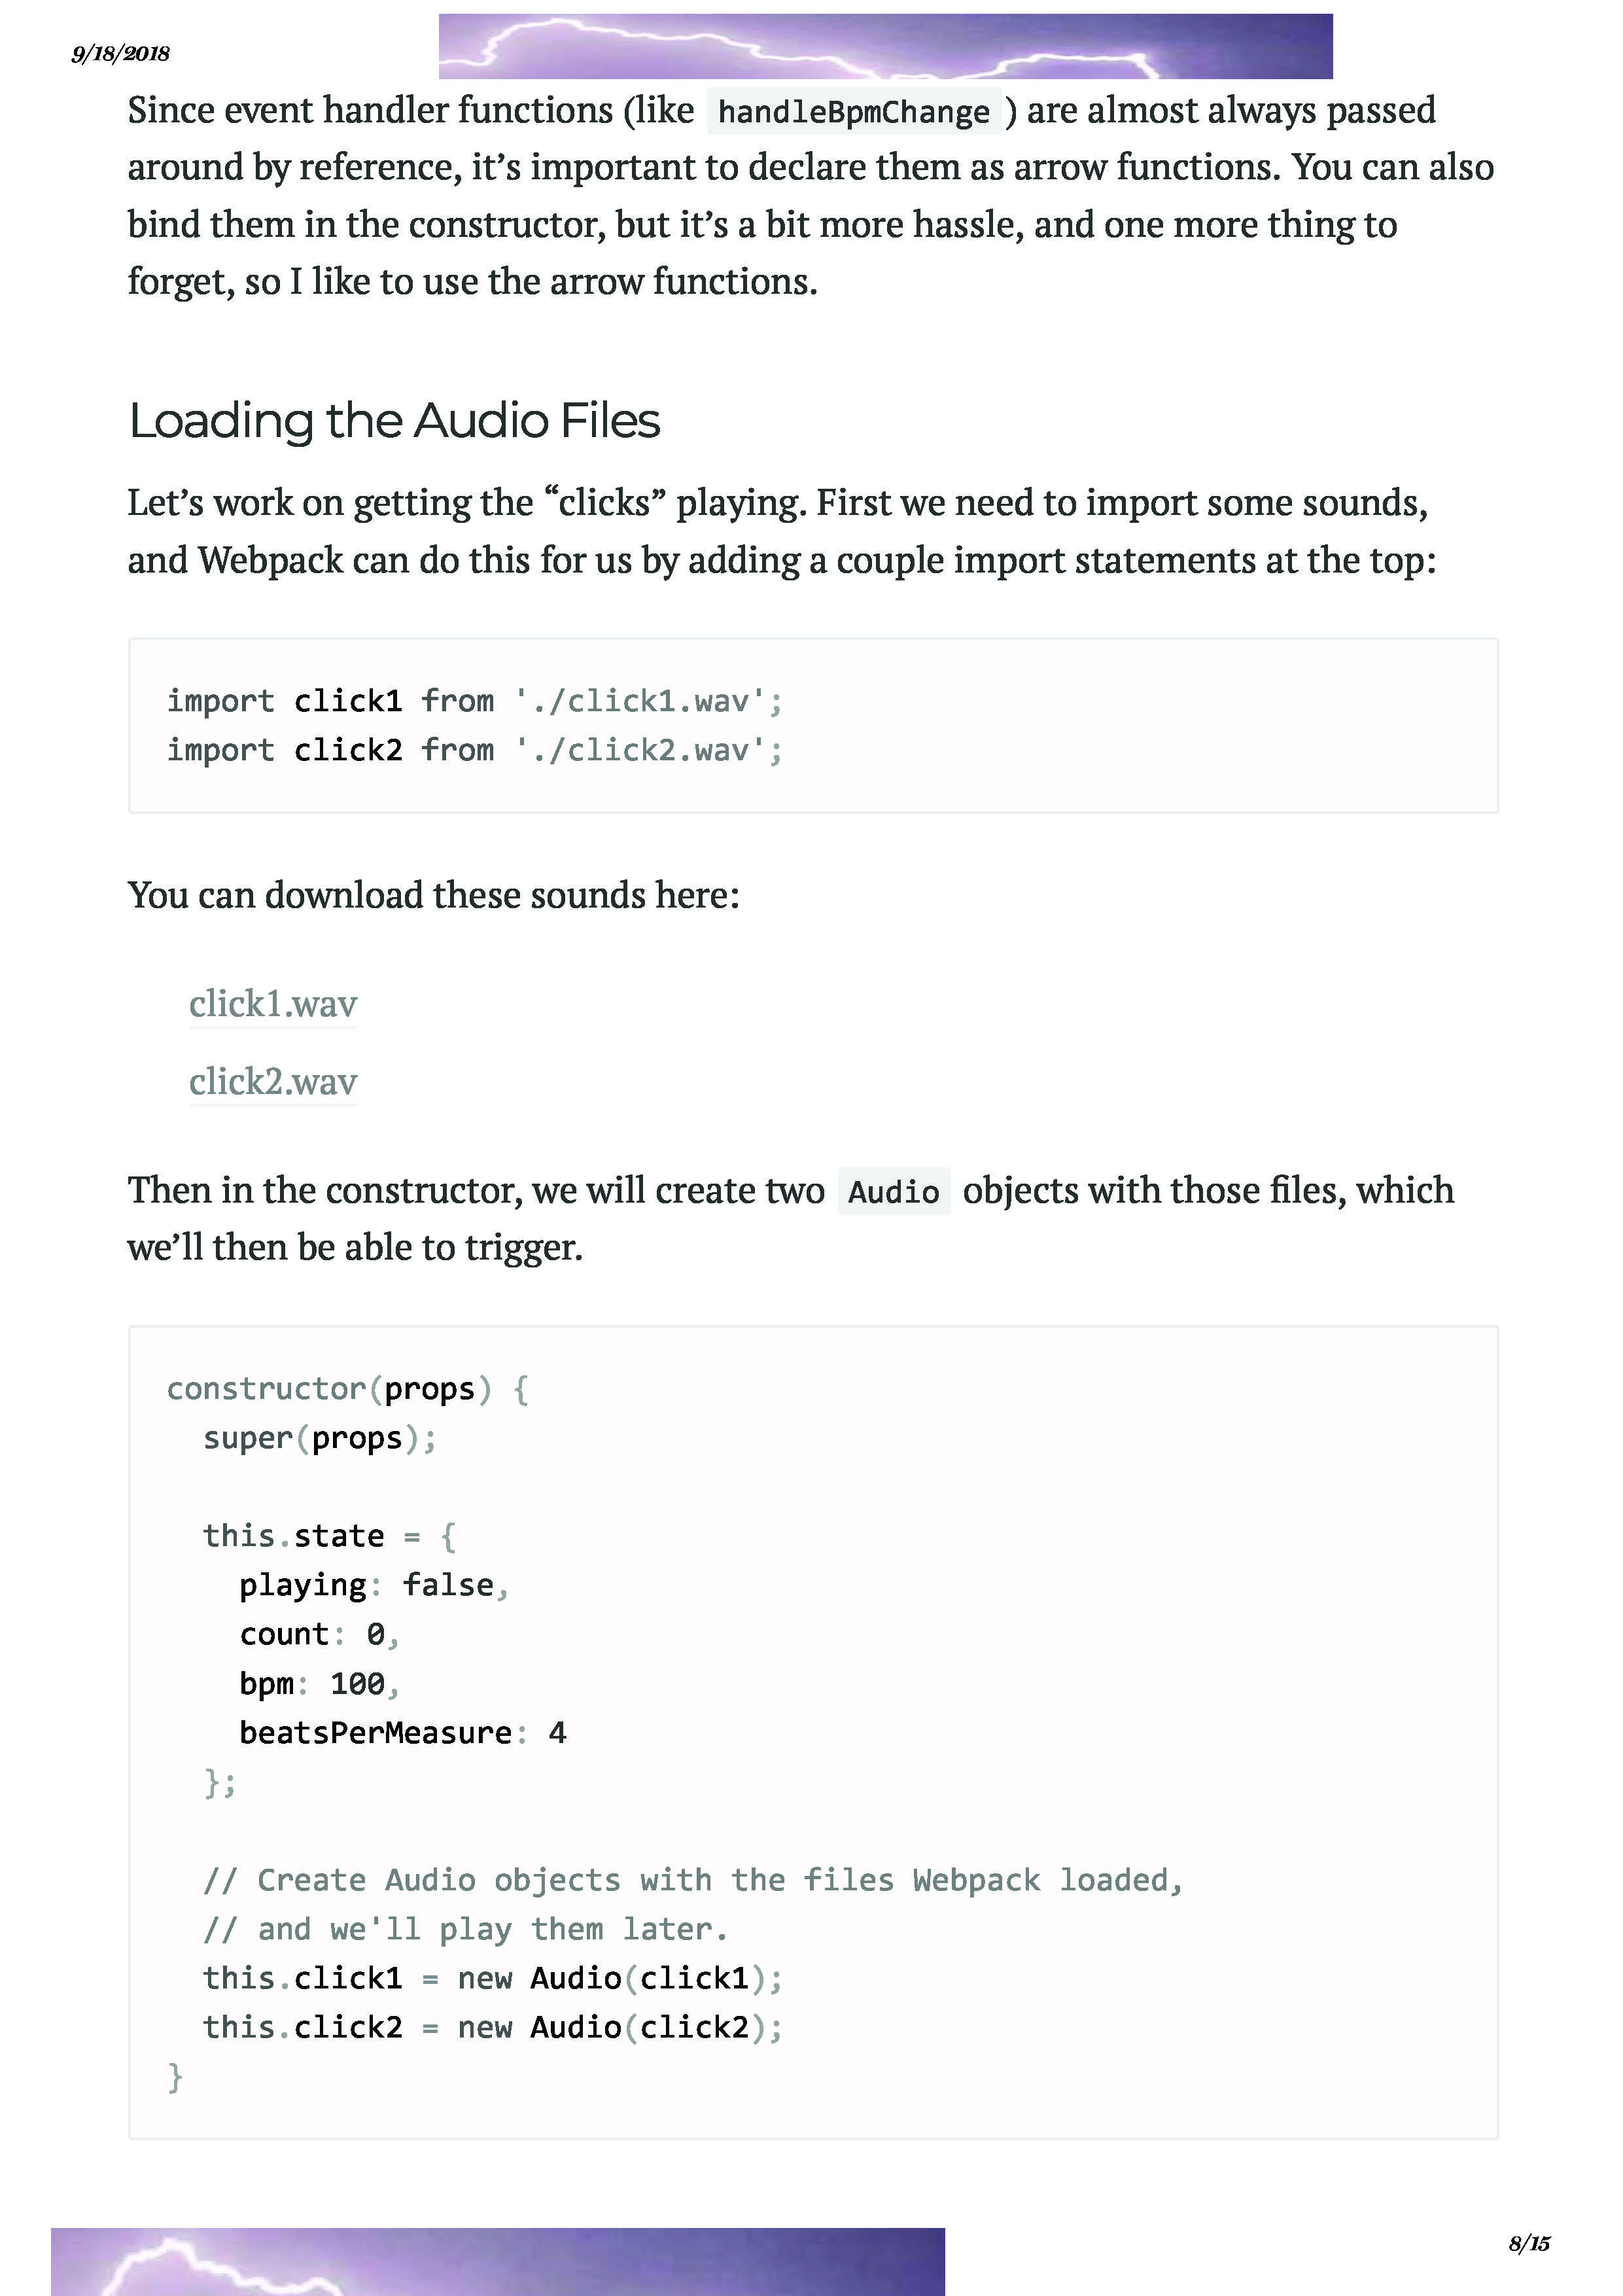 9/18/2018
Since event handler functions (like handleBpmChange ) are almost always passed
around by reference, it’s important to declare them as arrow functions. You can also
bind them in the constructor, but it’s a bit more hassle, and one more thing to
forget, so I like to use the arrow functions.
Loading the Audio Files
Let’s work on getting the “clicks” playing. First we need to import some sounds,
and Webpack can do this for us by adding a couple import statements at the top:
import click1 from './click1.wav';
import click2 from './click2.wav';
You can download these sounds here:
click1.wav
click2.wav
Then in the constructor, we will create two Audio objects with those files, which
we’ll then be able to trigger.
constructor(props) {
  super(props);

  this.state = {
    playing: false,
    count: 0,
    bpm: 100,
    beatsPerMeasure: 4
  };

  // Create Audio objects with the files Webpack loaded,
  // and we'll play them later.
  this.click1 = new Audio(click1);
  this.click2 = new Audio(click2);
}
8/15